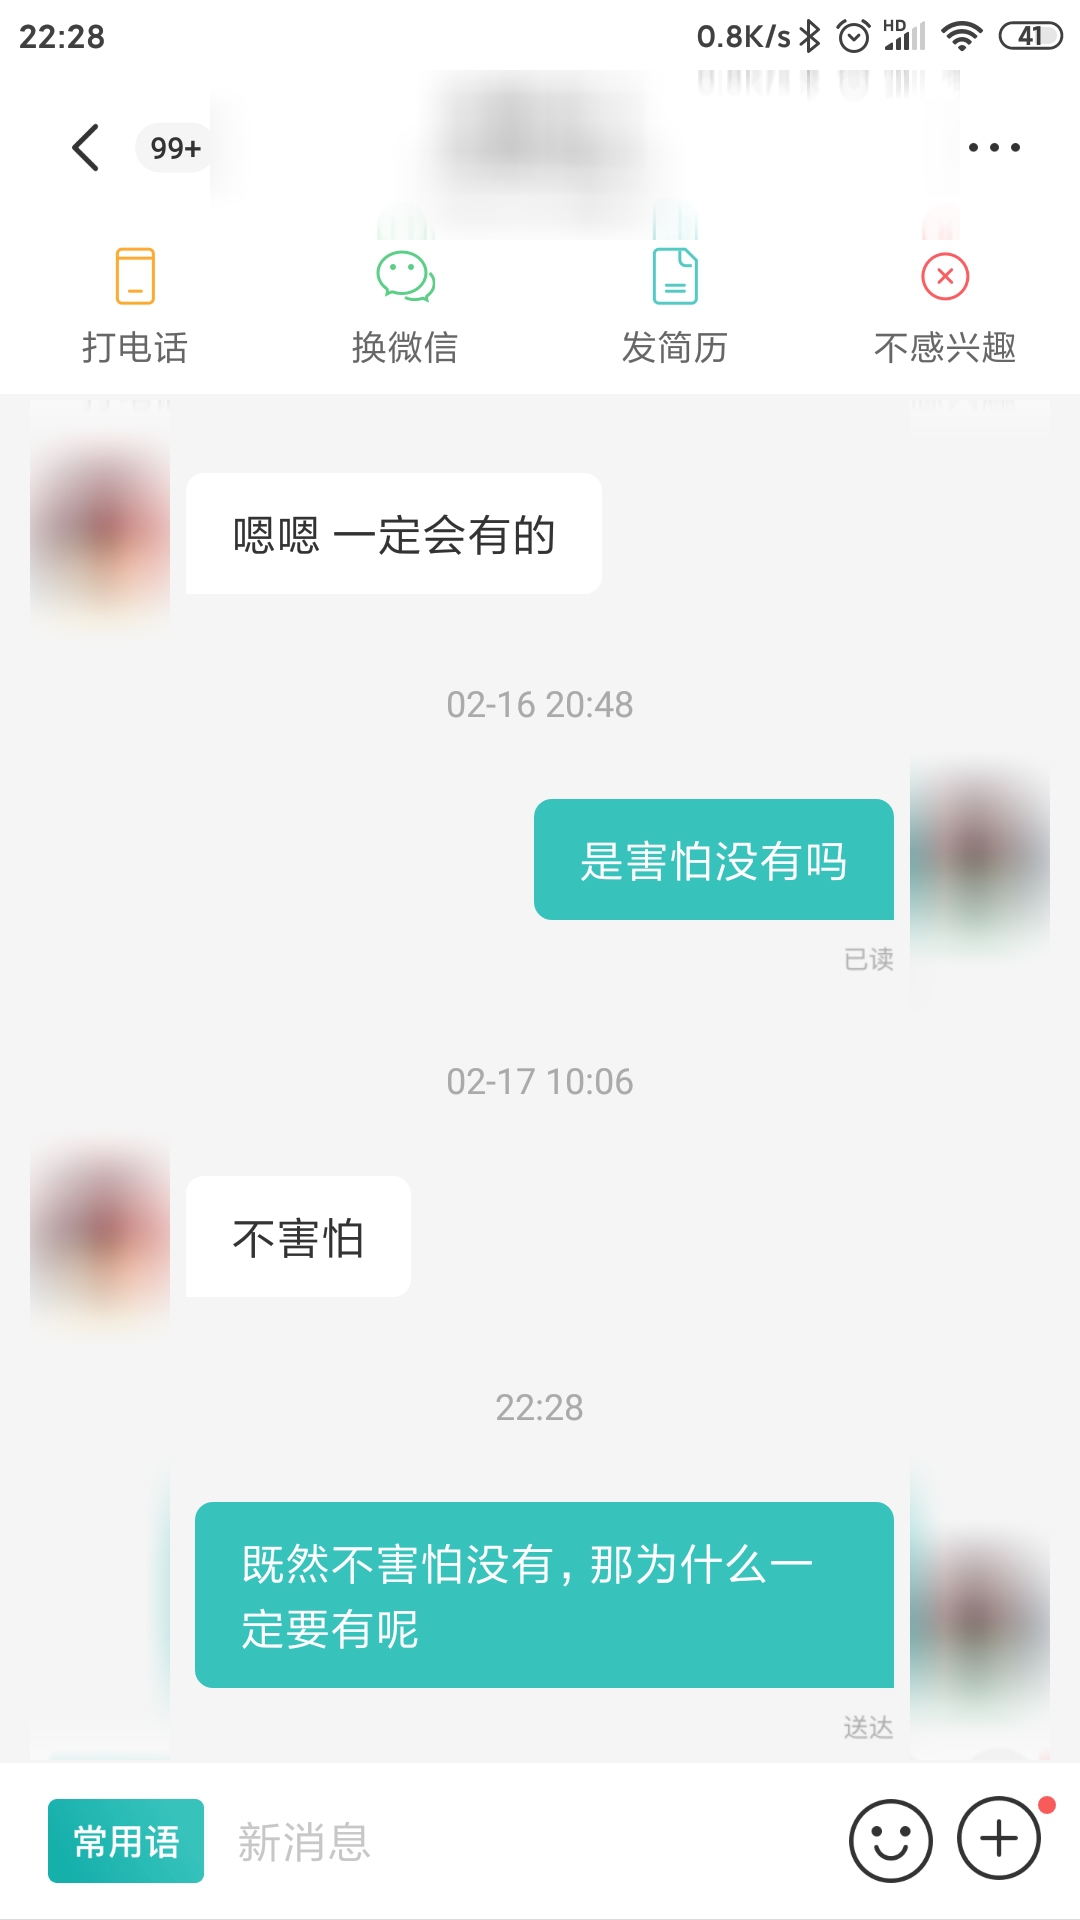 22:28
0.8K/s
HD
41
99+
打电话
换微信
发简历
不感兴趣
嗯嗯 一定会有的
02-16 20:48
是害怕没有吗
已读
02-17 10:06
不害怕
22:28
既然不害怕没有，那为什么一
定要有呢
送达
常用语
新消息